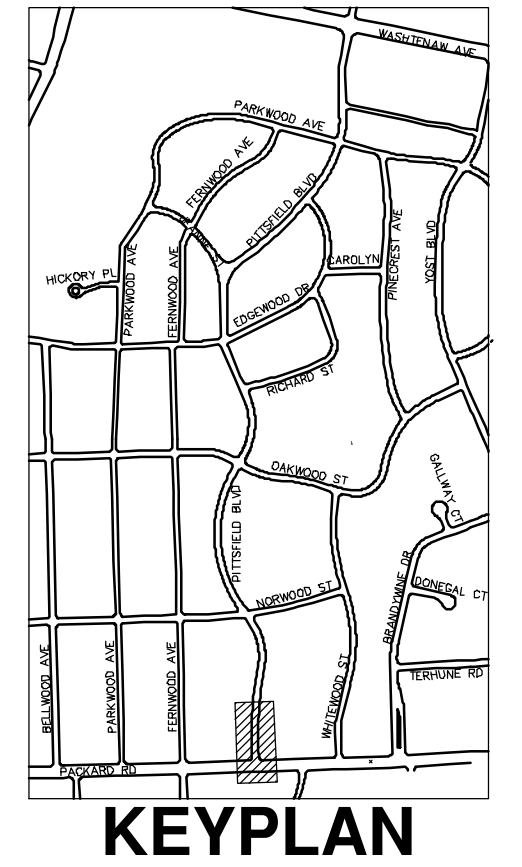 WASHTENAW AVE
PARKWOOD AVE
FERNWOOD AVE
PITTSFIELD BLVD
PINECREST AVE
YOST BLVD
CAROLYN
HICKORY PL
PARKWOOD AVE
FERNWOOD AVE
EDGEWOOD DR
RICHARD ST
OAKWOOD ST
GALLWAY CT
PITTSFIELD BLVD
BRANDYWINE DR
DONEGAL CT
NORWOOD ST
BELLWOOD AVE
PARKWOOD AVE
FERNWOOD AVE
WHITEWOOD ST
TERHUNE RD
PACKARD RD
KEYPLAN